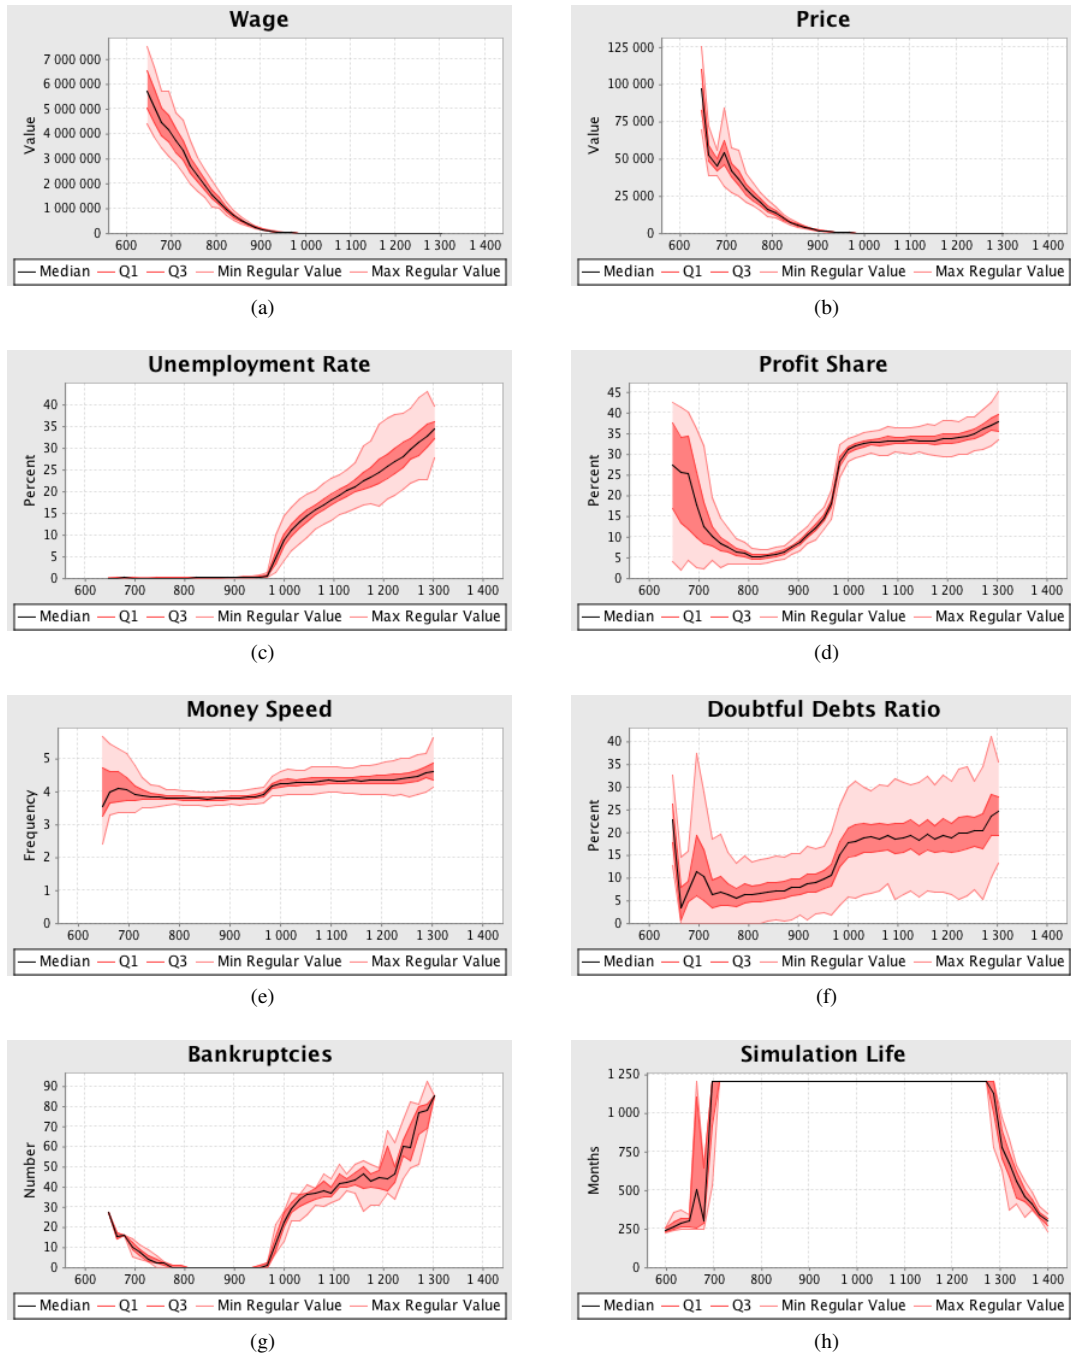 Wage
Value
7 000 000
6 000 000
5 000 000
4 000 000
3 000 000
2 000 000
1 000 000
0
600 700 800 900 1 000 1 100 1 200 1 300 1 400
Median Q1 Q3 Min Regular Value Max Regular Value
(a)
Price
Value
125 000
100 000
75 000
50 000
25 000
0
600 700 800 900 1 000 1 100 1 200 1 300 1 400
Median Q1 Q3 Min Regular Value Max Regular Value
(b)
Unemployment Rate
Percent
40
35
30
25
20
15
10
5
0
600 700 800 900 1 000 1 100 1 200 1 300 1 400
Median Q1 Q3 Min Regular Value Max Regular Value
(c)
Profit Share
Percent
45
40
35
30
25
20
15
10
5
0
600 700 800 900 1 000 1 100 1 200 1 300 1 400
Median Q1 Q3 Min Regular Value Max Regular Value
(d)
Money Speed
Frequency
5
4
3
2
1
0
600 700 800 900 1 000 1 100 1 200 1 300 1 400
Median Q1 Q3 Min Regular Value Max Regular Value
(e)
Doubtful Debts Ratio
Percent
40
35
30
25
20
15
10
5
0
600 700 800 900 1 000 1 100 1 200 1 300 1 400
Median Q1 Q3 Min Regular Value Max Regular Value
(f)
Bankruptcies
Number
90
80
70
60
50
40
30
20
10
0
600 700 800 900 1 000 1 100 1 200 1 300 1 400
Median Q1 Q3 Min Regular Value Max Regular Value
(g)
Simulation Life
Months
1 250
1 000
750
500
250
0
600 700 800 900 1 000 1 100 1 200 1 300 1 400
Median Q1 Q3 Min Regular Value Max Regular Value
(h)